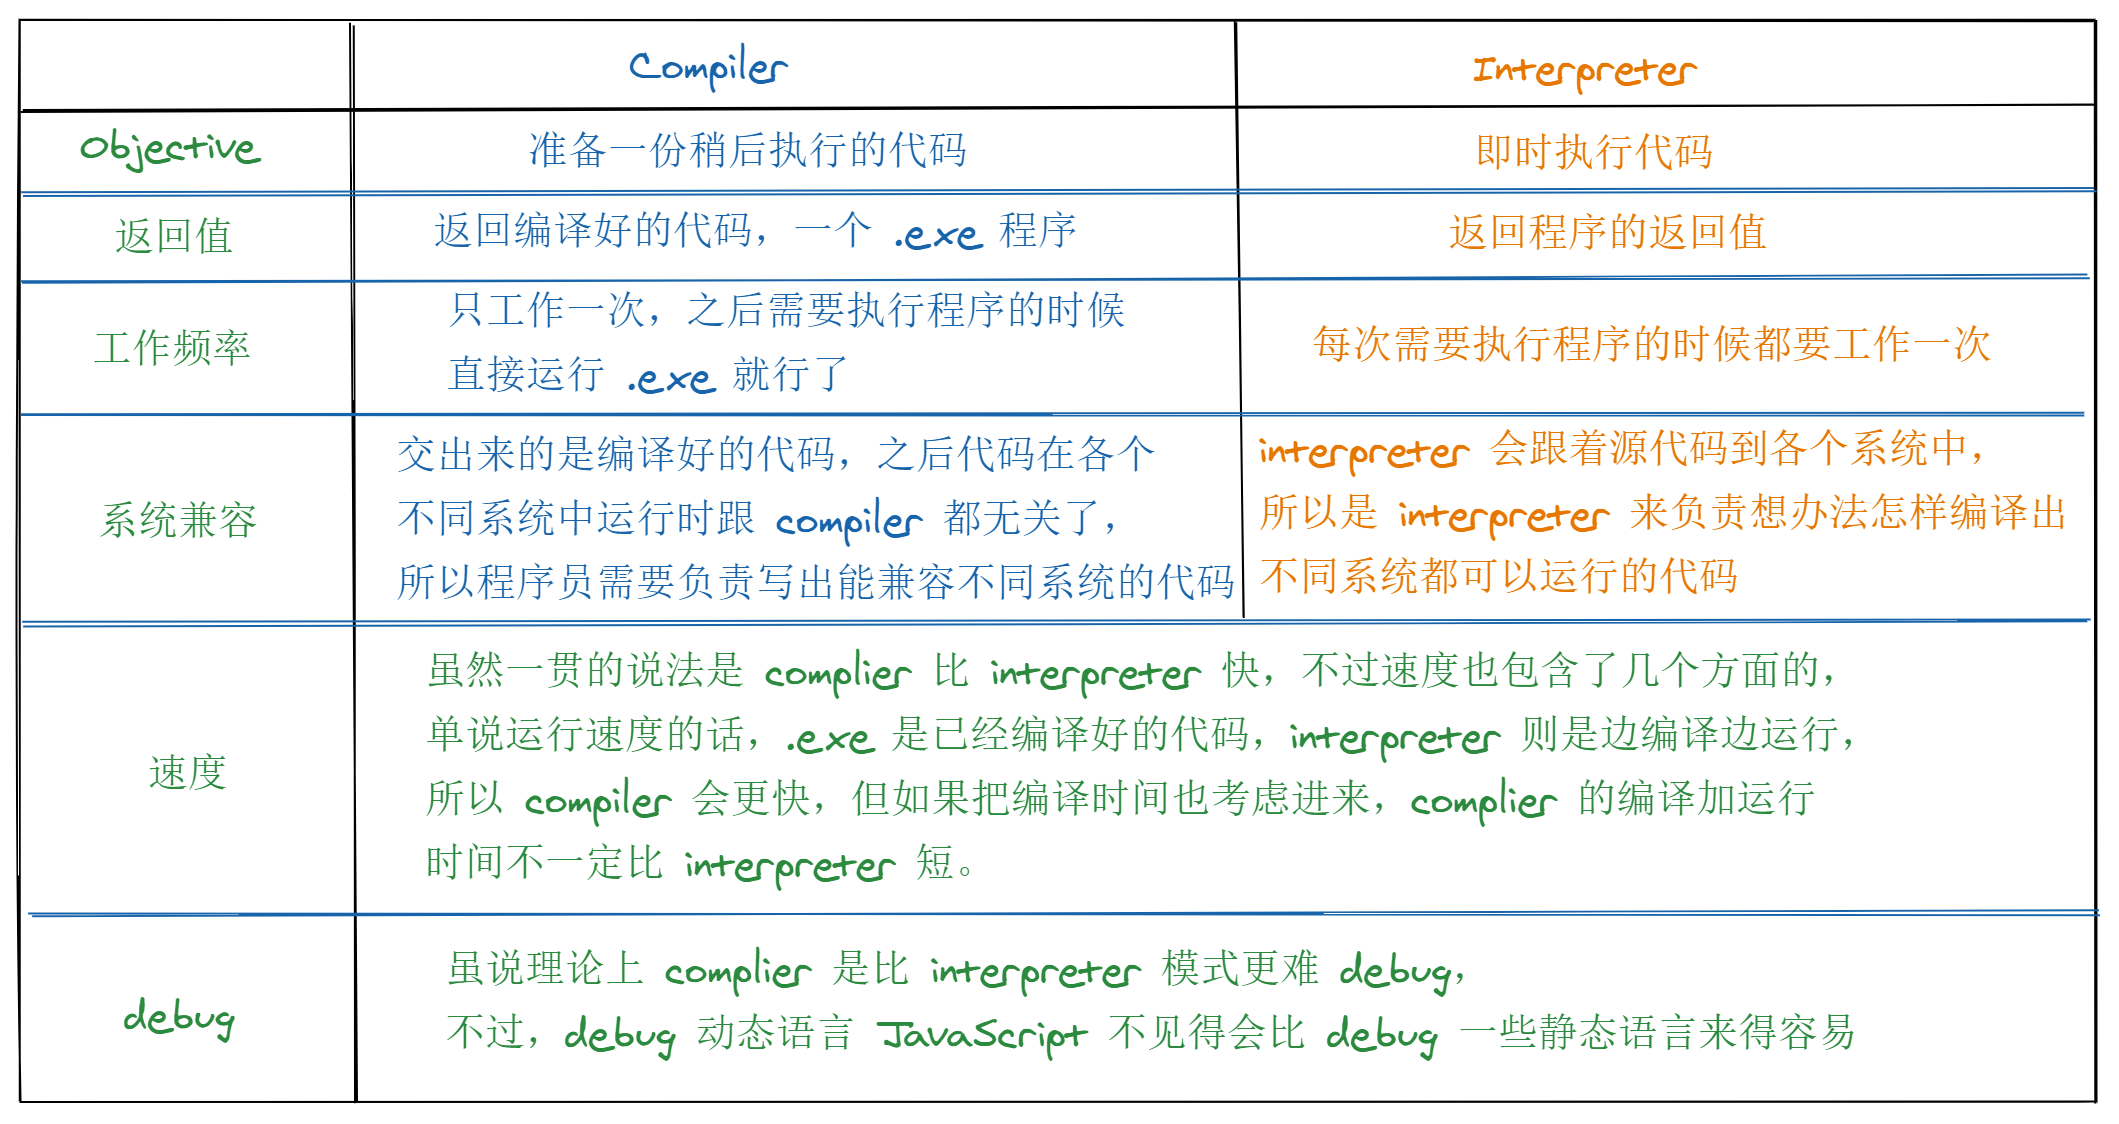 Compiler
Interpreter
Objective
准备一份稍后执行的代码
即时执行代码
返回值
返回编译好的代码，一个 .exe 程序
返回程序的返回值
工作频率
只工作一次，之后需要执行程序的时候
直接运行 .exe 就行了
每次需要执行程序的时候都要工作一次
系统兼容
交出来的是编译好的代码，之后代码在各个
不同系统中运行时跟 compiler 都无关了，
所以程序员需要负责写出能兼容不同系统的代码
interpreter 会跟着源代码到各个系统中，
所以是 interpreter 来负责想办法怎样编译出
不同系统都可以运行的代码
速度
虽然一贯的说法是 complier 比 interpreter 快，不过速度也包含了几个方面的，
单说运行速度的话，.exe 是已经编译好的代码，interpreter 则是边编译边运行，
所以 compiler 会更快，但如果把编译时间也考虑进来，complier 的编译加运行
时间不一定比 interpreter 短。
debug
虽说理论上 complier 是比 interpreter 模式更难 debug，
不过，debug 动态语言 JavaScript 不见得会比 debug 一些静态语言来得容易